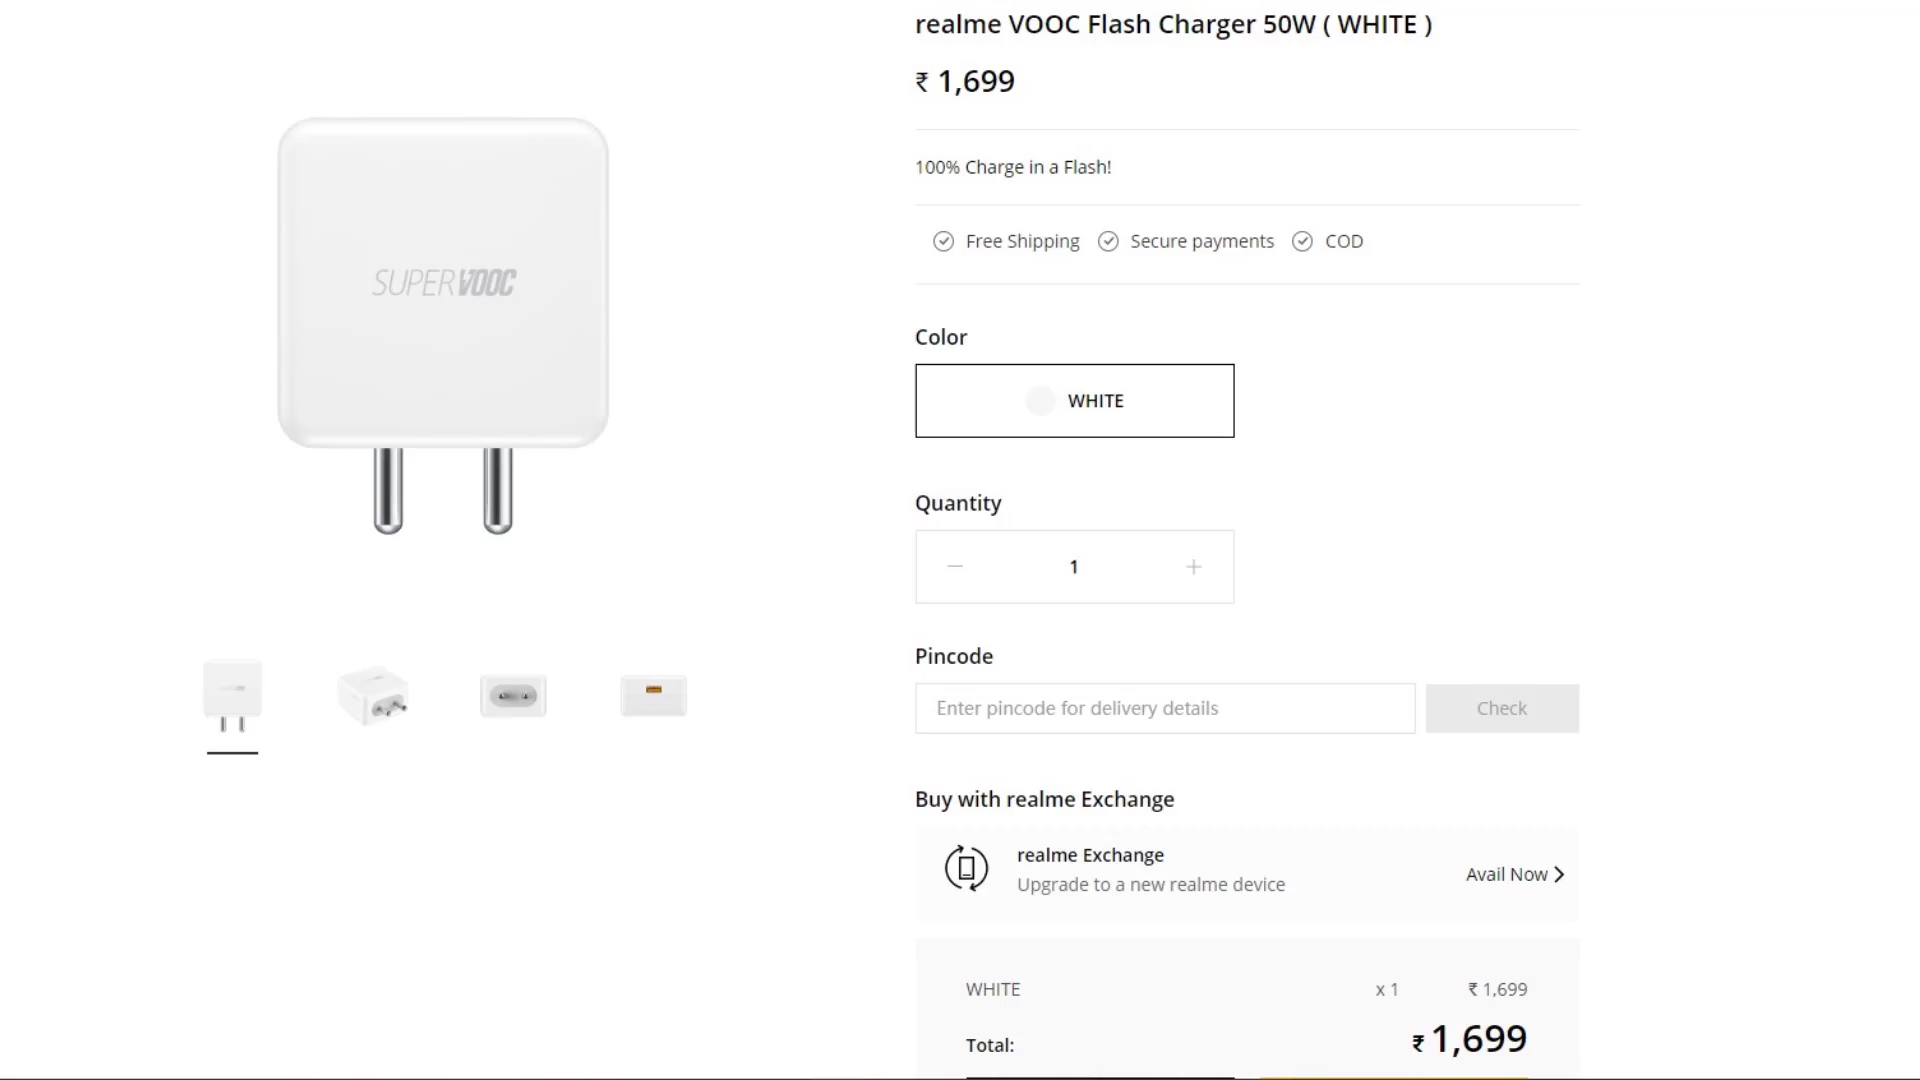 realme VOOC Flash Charger 50W ( WHITE )
₹ 1,699
100% Charge in a Flash!
Free Shipping Secure payments COD
SUPERVOOC
Color
WHITE
Quantity
1
Pincode
Enter pincode for delivery details Check
Buy with realme Exchange
realme Exchange
Upgrade to a new realme device
Avail Now
WHITE x 1 ₹ 1,699
Total: ₹ 1,699